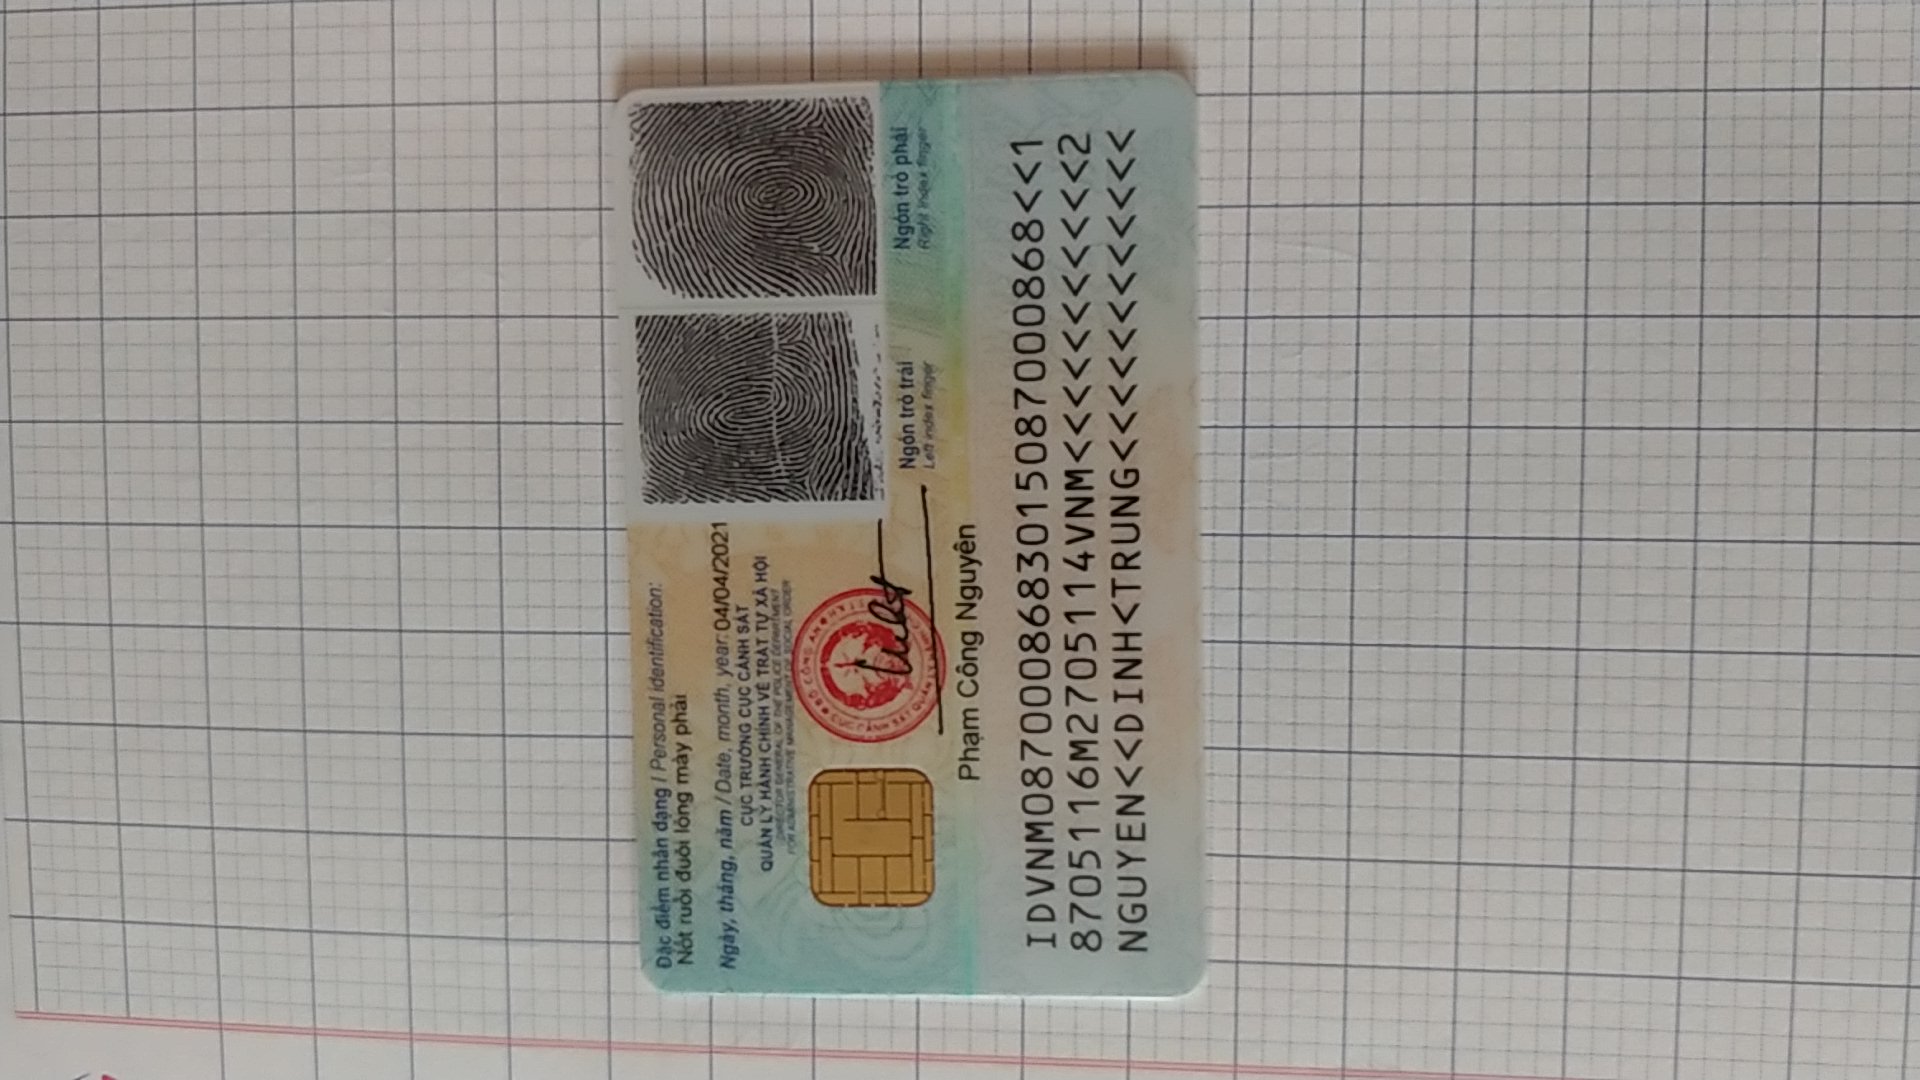 Đặc điểm nhân dạng / Personal identification:
Nốt ruồi đuôi lông mày phải
Ngày, tháng, năm / Date, month, year: 04/04/2021
CỤC TRƯỞNG CỤC CẢNH SÁT
QUẢN LÝ HÀNH CHÍNH VỀ TRẬT TỰ XÃ HỘI
DIRECTOR GENERAL OF THE POLICE DEPARTMENT
FOR ADMINISTRATIVE MANAGEMENT OF SOCIAL ORDER
BỘ CÔNG AN
Ngón trỏ trái
Left index finger
Ngón trỏ phải
Right index finger
Phạm Công Nguyên
IDVNM0870008683015087000868<<1
8705116M2705114VNM<<<<<<<<<<<2
NGUYEN<<DINH<TRUNG<<<<<<<<<<<<